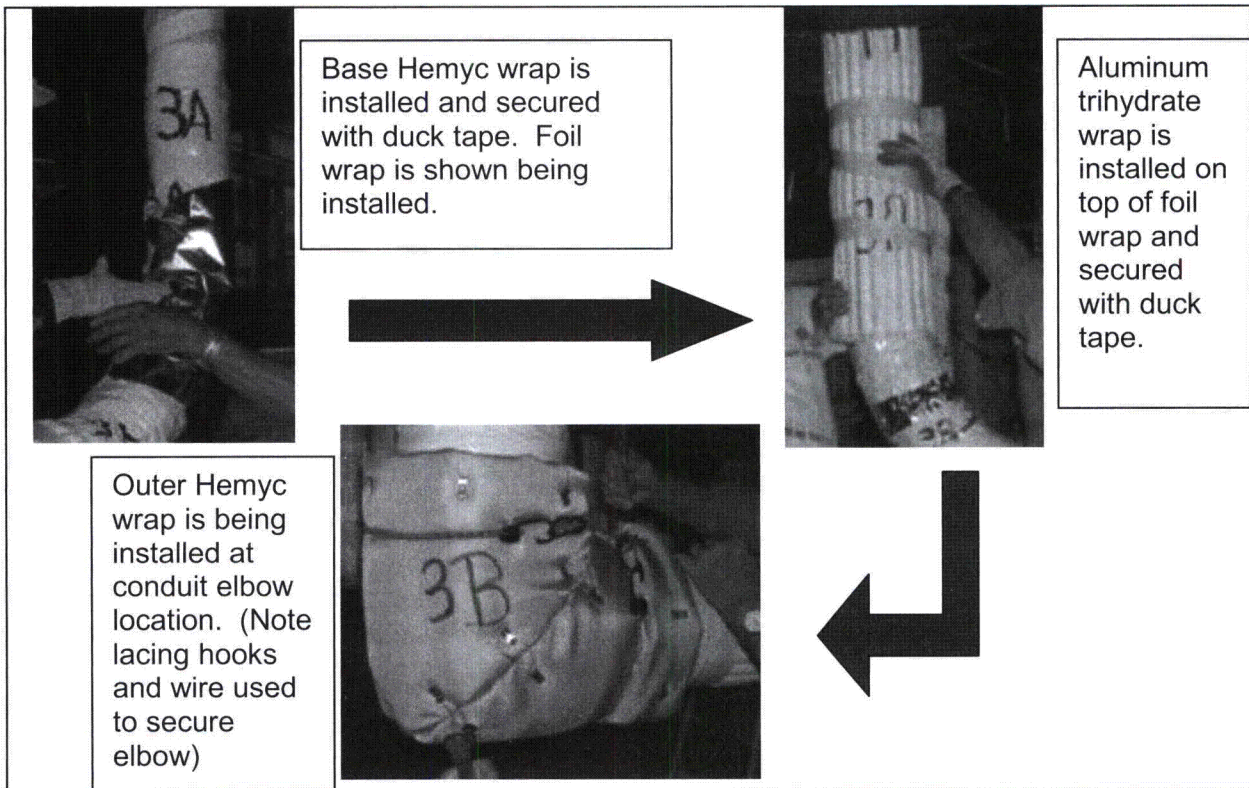 3A
Base Hemyc wrap is
installed and secured
with duck tape. Foil
wrap is shown being
installed.
Aluminum
trihydrate
wrap is
installed on
top of foil
wrap and
secured
with duck
tape.
Outer Hemyc
wrap is being
installed at
conduit elbow
location. (Note
lacing hooks
and wire used
to secure
elbow)
3B